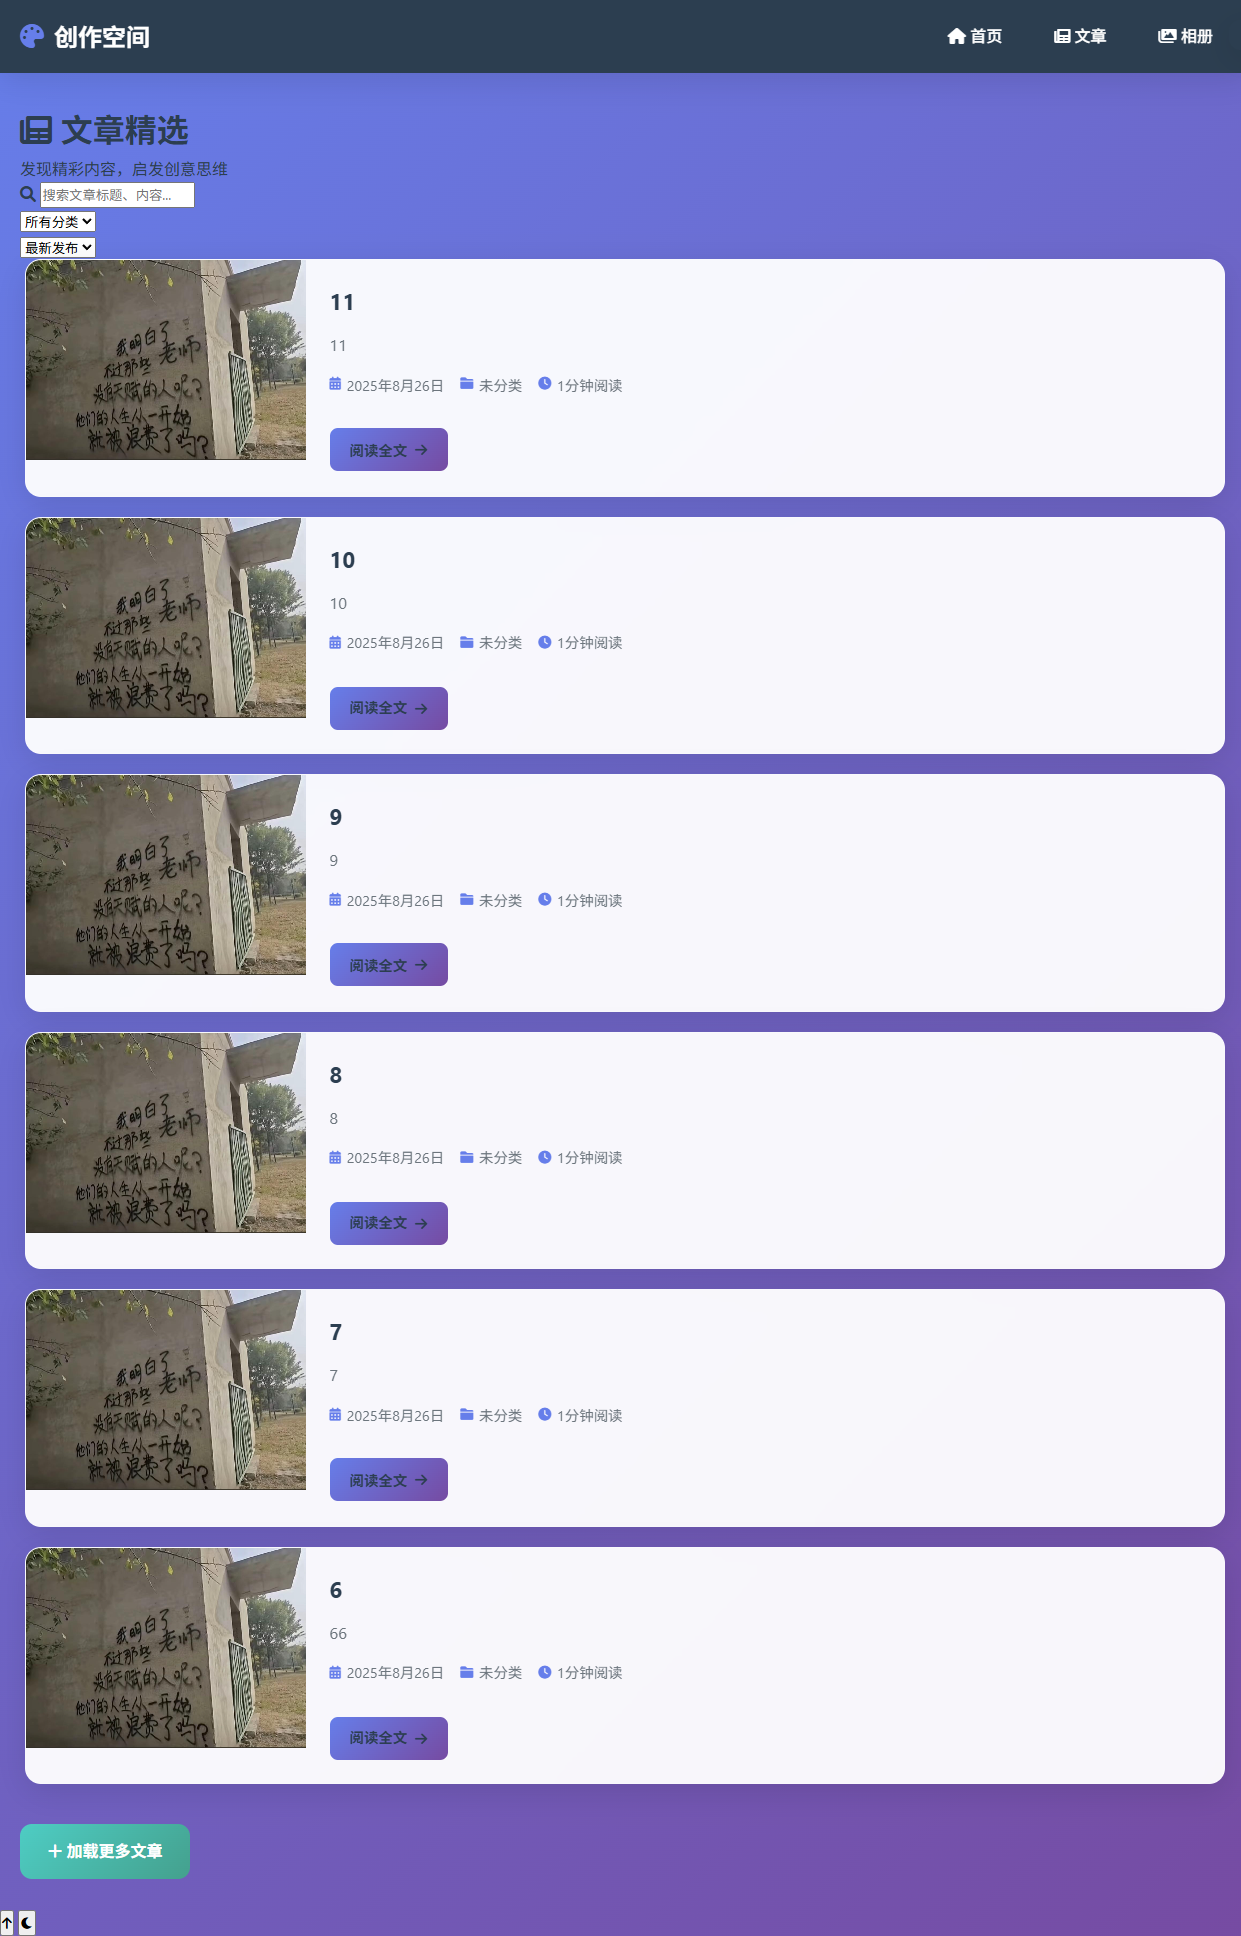 创作空间
首页
文章
相册
文章精选
发现精彩内容，启发创意思维
搜索文章标题、内容...
所有分类
最新发布
我明白了
老师
对那些
没有天赋的人呢?
他们的人生从一开始
就被浪费了吗?
11
11
2025年8月26日 未分类 1分钟阅读
阅读全文
我明白了
老师
对那些
没有天赋的人呢?
他们的人生从一开始
就被浪费了吗?
10
10
2025年8月26日 未分类 1分钟阅读
阅读全文
我明白了
老师
对那些
没有天赋的人呢?
他们的人生从一开始
就被浪费了吗?
9
9
2025年8月26日 未分类 1分钟阅读
阅读全文
我明白了
老师
对那些
没有天赋的人呢?
他们的人生从一开始
就被浪费了吗?
8
8
2025年8月26日 未分类 1分钟阅读
阅读全文
我明白了
老师
对那些
没有天赋的人呢?
他们的人生从一开始
就被浪费了吗?
7
7
2025年8月26日 未分类 1分钟阅读
阅读全文
我明白了
老师
对那些
没有天赋的人呢?
他们的人生从一开始
就被浪费了吗?
6
66
2025年8月26日 未分类 1分钟阅读
阅读全文
加载更多文章